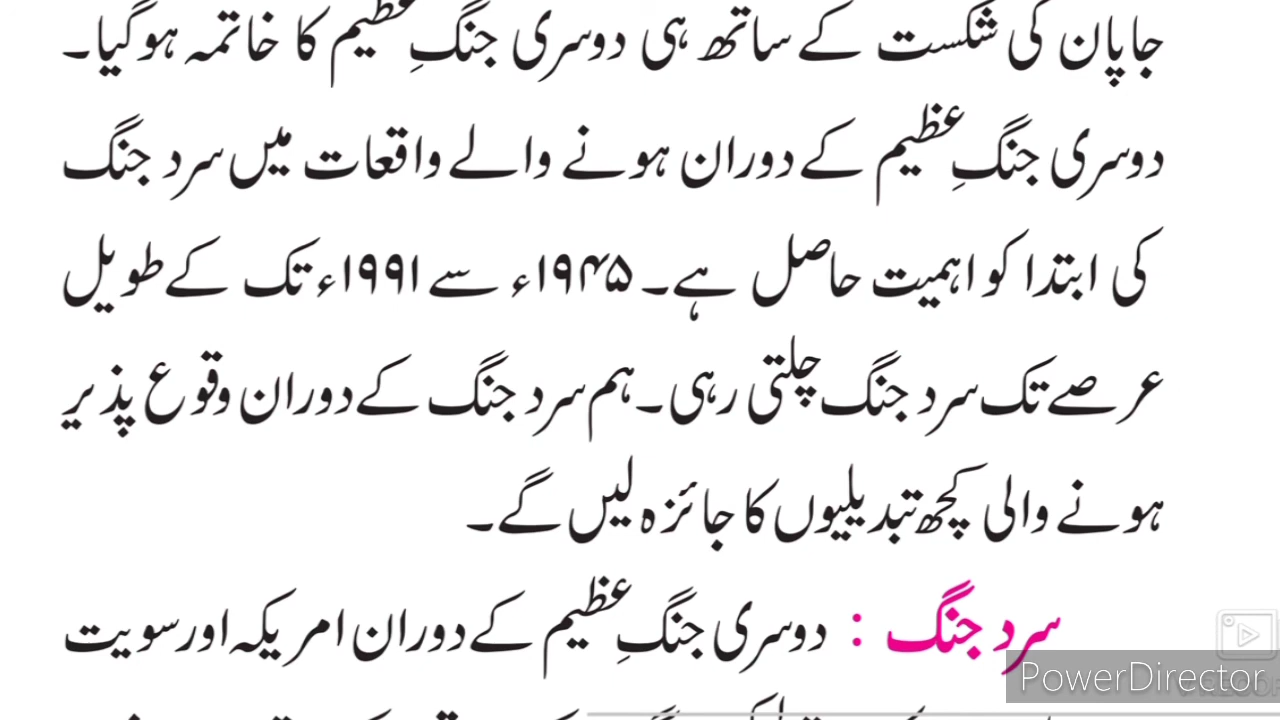 جاپان کی شکست کے ساتھ ہی دوسری جنگِ عظیم کا خاتمہ ہوگیا۔
دوسری جنگِ عظیم کے دوران ہونے والے واقعات میں سرد جنگ
کی ابتدا کو اہمیت حاصل ہے۔ ۱۹۴۵ء سے ۱۹۹۱ء تک کے طویل
عرصے تک سرد جنگ چلتی رہی۔ ہم سرد جنگ کے دوران وقوع پذیر
ہونے والی کچھ تبدیلیوں کا جائزہ لیں گے۔
سرد جنگ : دوسری جنگِ عظیم کے دوران امریکہ اور سویت
PowerDirector